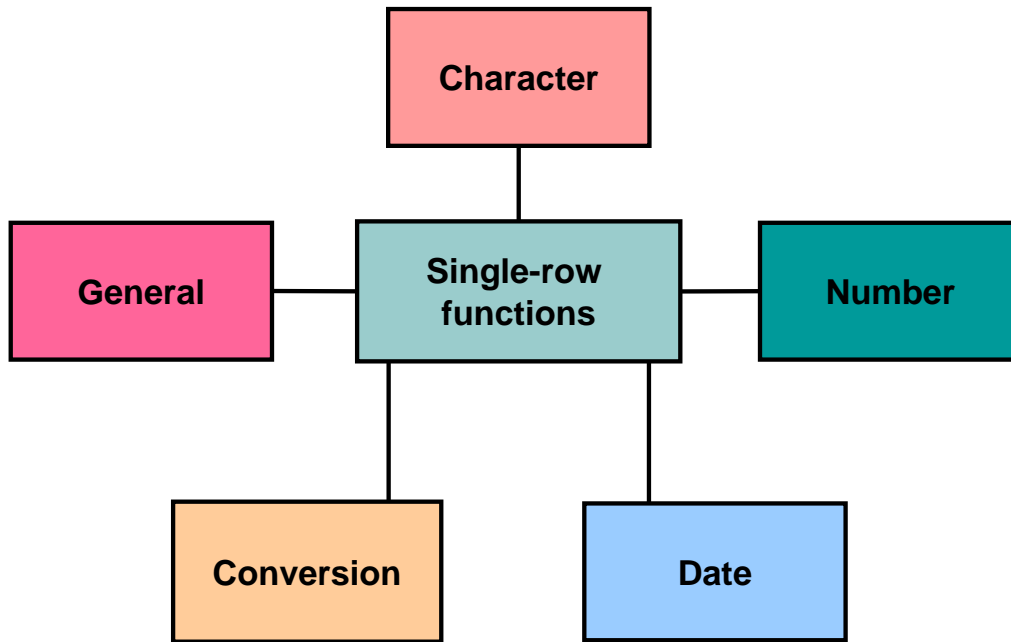 Character
General
Single-row
functions
Number
Conversion
Date